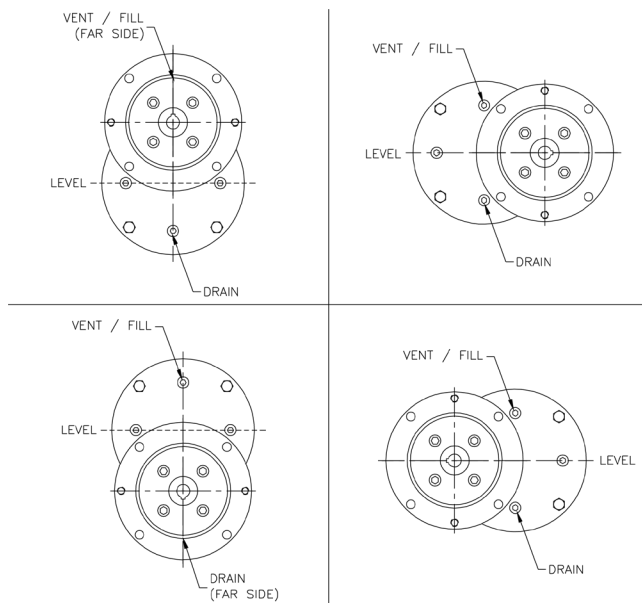 VENT / FILL
(FAR SIDE)
LEVEL
DRAIN
VENT / FILL
LEVEL
DRAIN
VENT / FILL
LEVEL
DRAIN
(FAR SIDE)
VENT / FILL
LEVEL
DRAIN